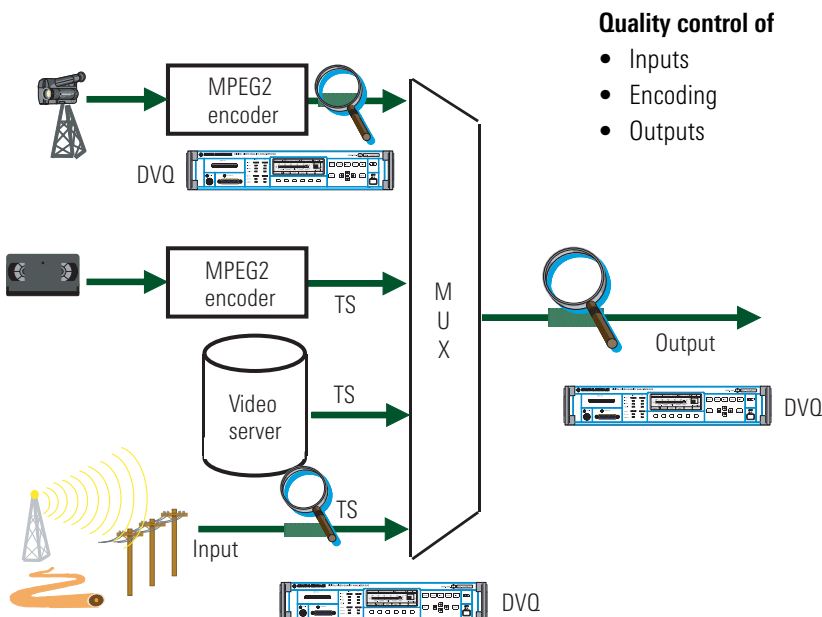 Quality control of
• Inputs
• Encoding
• Outputs
MPEG2
encoder
DVQ
MPEG2
encoder
TS
M
U
X
Output
Video
server
TS
DVQ
TS
Input
DVQ